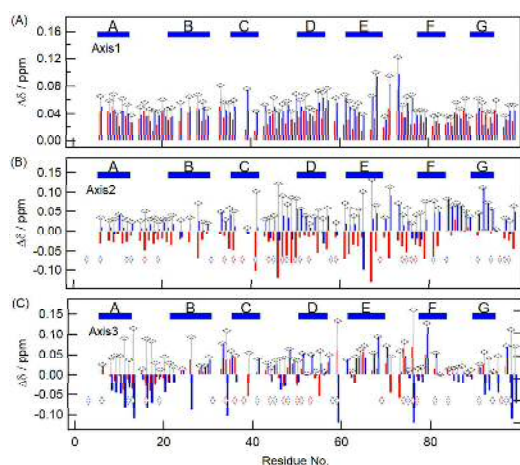 (A)
A B C D E F G
0.16
Axis1
0.12
0.08
0.04
0.00
Δδ / ppm
(B)
A B C D E F G
0.15
Axis2
0.10
0.05
0.00
-0.05
-0.10
Δδ / ppm
(C)
A B C D E F G
0.15
Axis3
0.10
0.05
0.00
-0.05
-0.10
Δδ / ppm
0 20 40 60 80
Residue No.